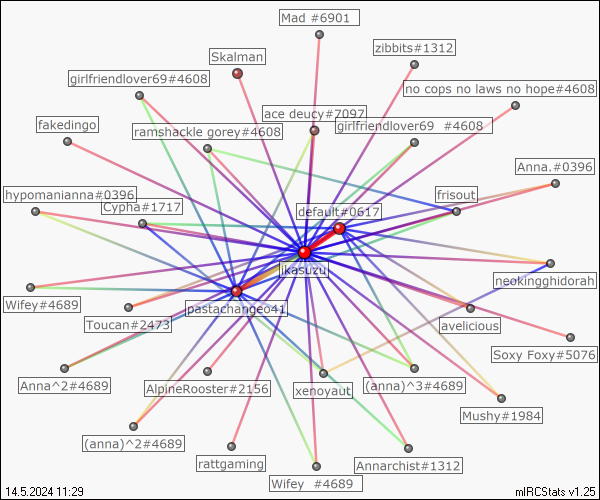 Mad #6901
Skalman
zibbits#1312
girlfriendlover69#4608
no cops no laws no hope#4608
ace deucy#7097
fakedingo
ramshackle gorey#4608
girlfriendlover69 #4608
Anna.#0396
hypomanianna#0396
frisout
Cypha#1717
default#0617
jikasuzuj
neokingghidorah
Wifey#4689
pastachangeo41
Toucan#2473
avelicious
Soxy Foxy#5076
Anna^2#4689
AlpineRooster#2156
xenoyaut
(anna)^3#4689
Mushy#1984
(anna)^2#4689
rattgaming
Annarchist#1312
Wifey #4689
14.5.2024 11:29
mIRCStats v1.25